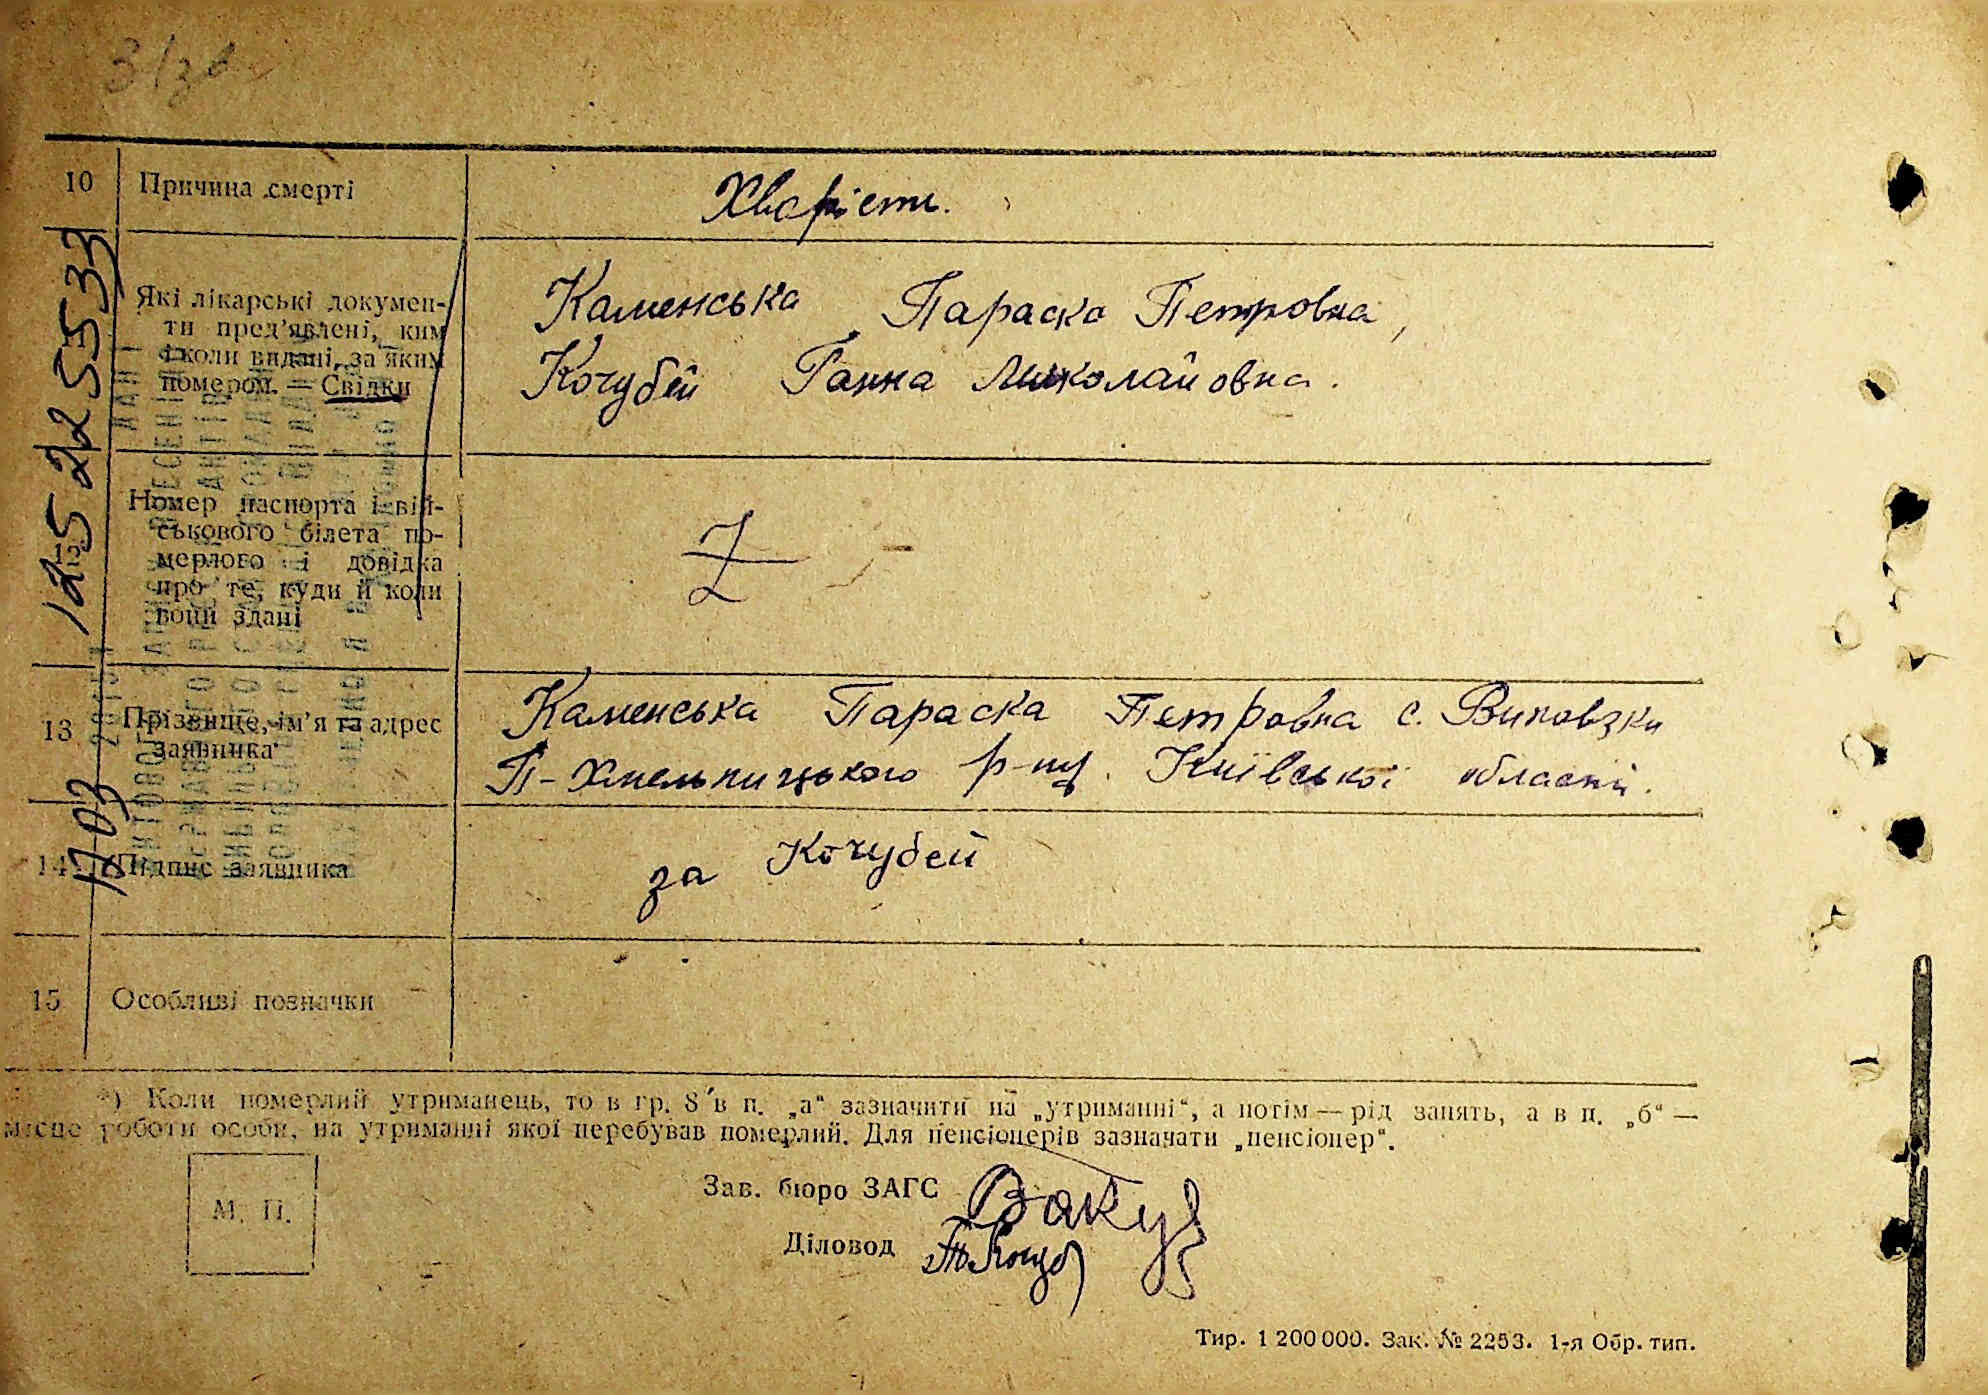 10 Причина смерті Хворість.
Які лікарські докумен-
ти пред'явлені, ким
і коли видані, за яким
номером. — Свідки
Каменська Параска Петровна,
Кочубей Ганна Миколайовна.
12552255
Номер паспорта і вій-
ськового білета по-
мерлого і довідка
про те, куди й коли
вони здані
Z
13 Прізвище, ім'я та адрес
заявника
Каменська Параска Петровна с. Виповзки
П-Хмельницького р-ну. Київської області.
1703
14 Підпис заявника за Кочубей
15 Особливі позначки
*) Коли померлий утриманець, то в гр. 8 в п. „а“ зазначити на „утриманні“, а потім — рід занять, а в п. „б“ —
місце роботи особи, на утриманні якої перебував померлий. Для пенсіонерів зазначати „пенсіонер“.
М. П.
Зав. бюро ЗАГС
Діловод
Тир. 1 200 000. Зак. № 2253. 1-я Обр. тип.